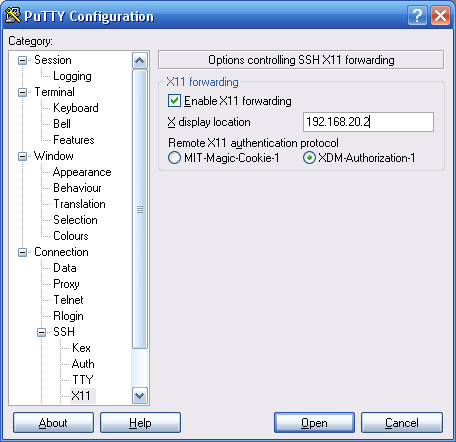 PuTTY Configuration
Category:
Session
Logging
Terminal
Keyboard
Bell
Features
Window
Appearance
Behaviour
Translation
Selection
Colours
Connection
Data
Proxy
Telnet
Rlogin
SSH
Kex
Auth
TTY
X11
Options controlling SSH X11 forwarding
X11 forwarding
Enable X11 forwarding
X display location 192.168.20.2
Remote X11 authentication protocol
MIT-Magic-Cookie-1 XDM-Authorization-1
About Help Open Cancel